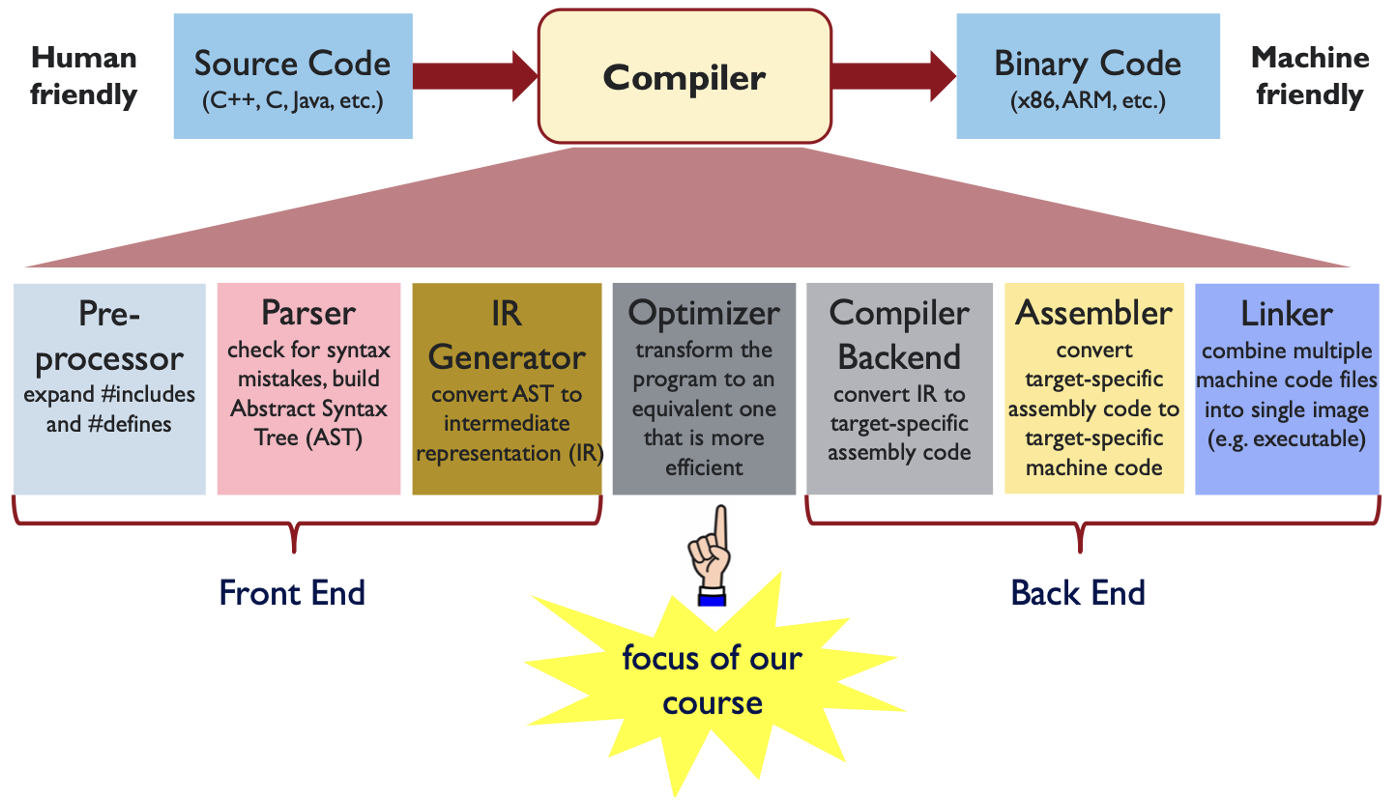 Human
friendly
Source Code
(C++, C, Java, etc.)
Compiler
Binary Code
(x86, ARM, etc.)
Machine
friendly
Pre-
processor
expand #includes
and #defines
Parser
check for syntax
mistakes, build
Abstract Syntax
Tree (AST)
IR
Generator
convert AST to
intermediate
representation (IR)
Optimizer
transform the
program to an
equivalent one
that is more
efficient
Compiler
Backend
convert IR to
target-specific
assembly code
Assembler
convert
target-specific
assembly code to
target-specific
machine code
Linker
combine multiple
machine code files
into single image
(e.g. executable)
Front End
Back End
focus of our
course